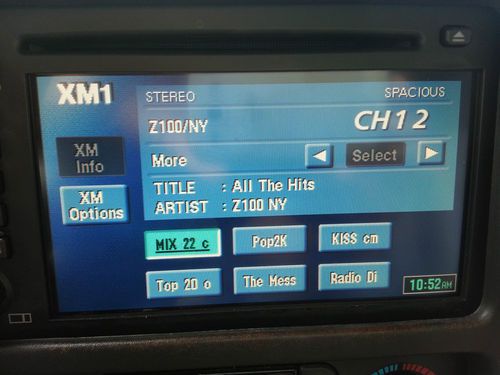 XM1
STEREO SPACIOUS
Z100/NY CH12
XM Info
More Select
XM Options
TITLE : All The Hits
ARTIST : Z100 NY
MIX 22 c Pop2K KISS cm
Top 20 o The Mess Radio Di
10:52AM